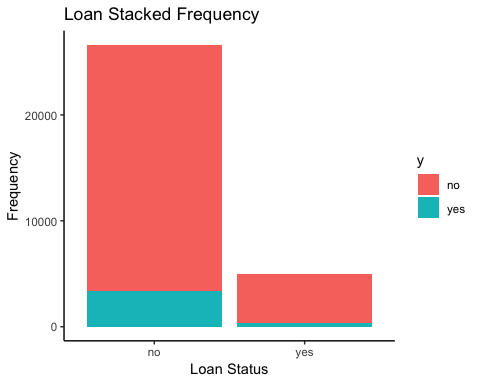 Loan Stacked Frequency
Frequency
20000
10000
0
no
yes
Loan Status
y
no
yes